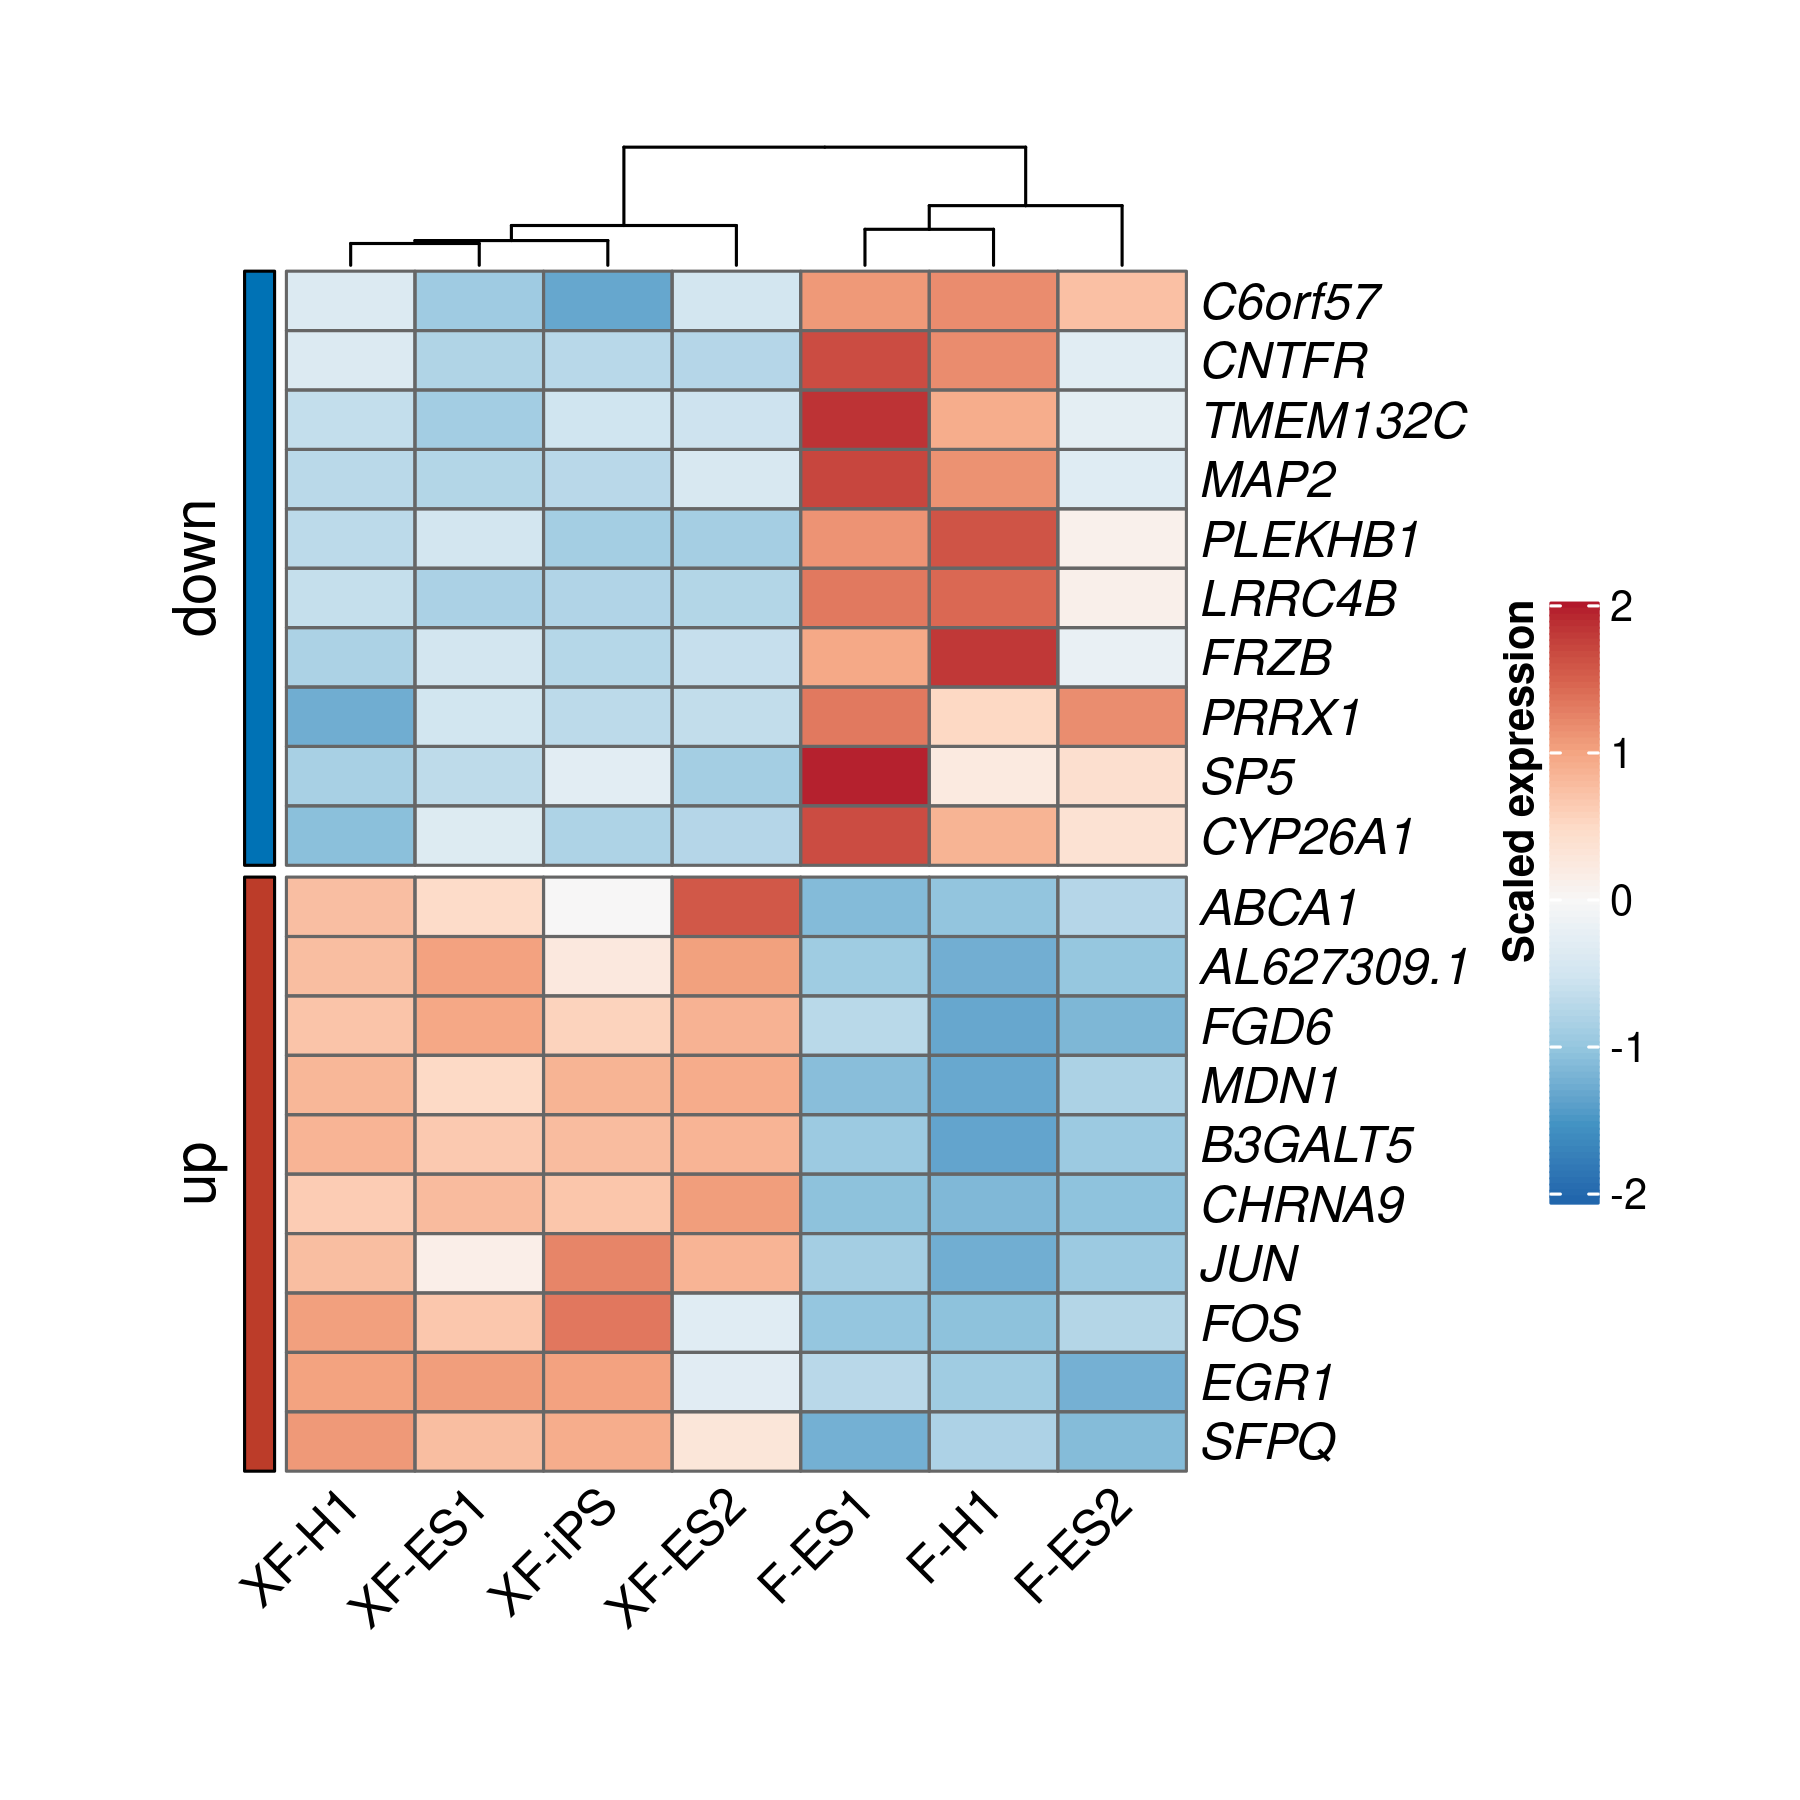 down
C6orf57
CNTFR
TMEM132C
MAP2
PLEKHB1
LRRC4B
FRZB
PRRX1
SP5
CYP26A1
up
ABCA1
AL627309.1
FGD6
MDN1
B3GALT5
CHRNA9
JUN
FOS
EGR1
SFPQ
XF-H1
XF-ES1
XF-iPS
XF-ES2
F-ES1
F-H1
F-ES2
Scaled expression
2
1
0
-1
-2